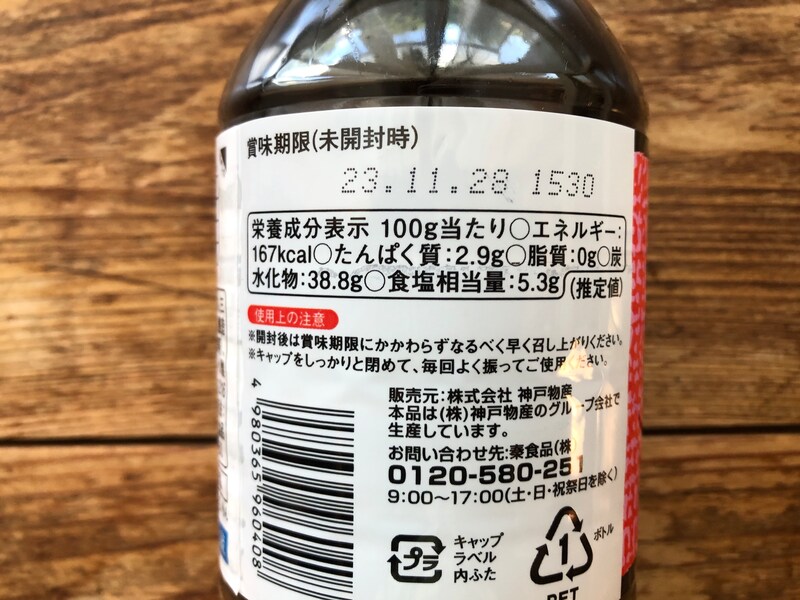 賞味期限(未開封時)
23.11.28 1530
栄養成分表示 100g当たり○エネルギー:
167kcal○たんぱく質:2.9g○脂質:0g○炭
水化物:38.8g○食塩相当量:5.3g(推定値)
使用上の注意
※開封後は賞味期限にかかわらずなるべく早く召し上がりください。
※キャップをしっかりと閉めて、毎回よく振ってご使用ください。
販売元:株式会社 神戸物産
本品は(株)神戸物産のグループ会社で
生産しています。
お問い合わせ先:秦食品(株)
0120-580-251
9:00〜17:00(土・日・祝祭日を除く)
4 980365 960408
プラ
キャップ
ラベル
内ふた
1
ボトル
PET